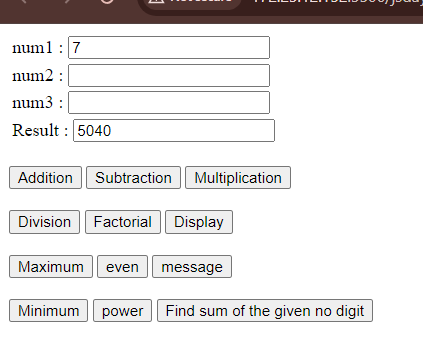 num1 : 7
num2 :
num3 :
Result : 5040
Addition Subtraction Multiplication
Division Factorial Display
Maximum even message
Minimum power Find sum of the given no digit